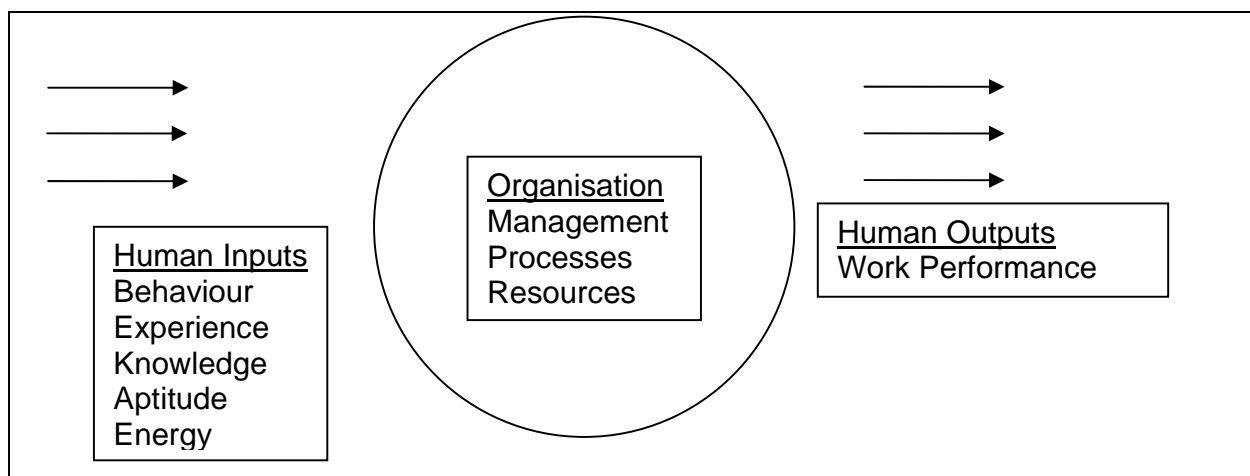 Human Inputs
Behaviour
Experience
Knowledge
Aptitude
Energy
Organisation
Management
Processes
Resources
Human Outputs
Work Performance